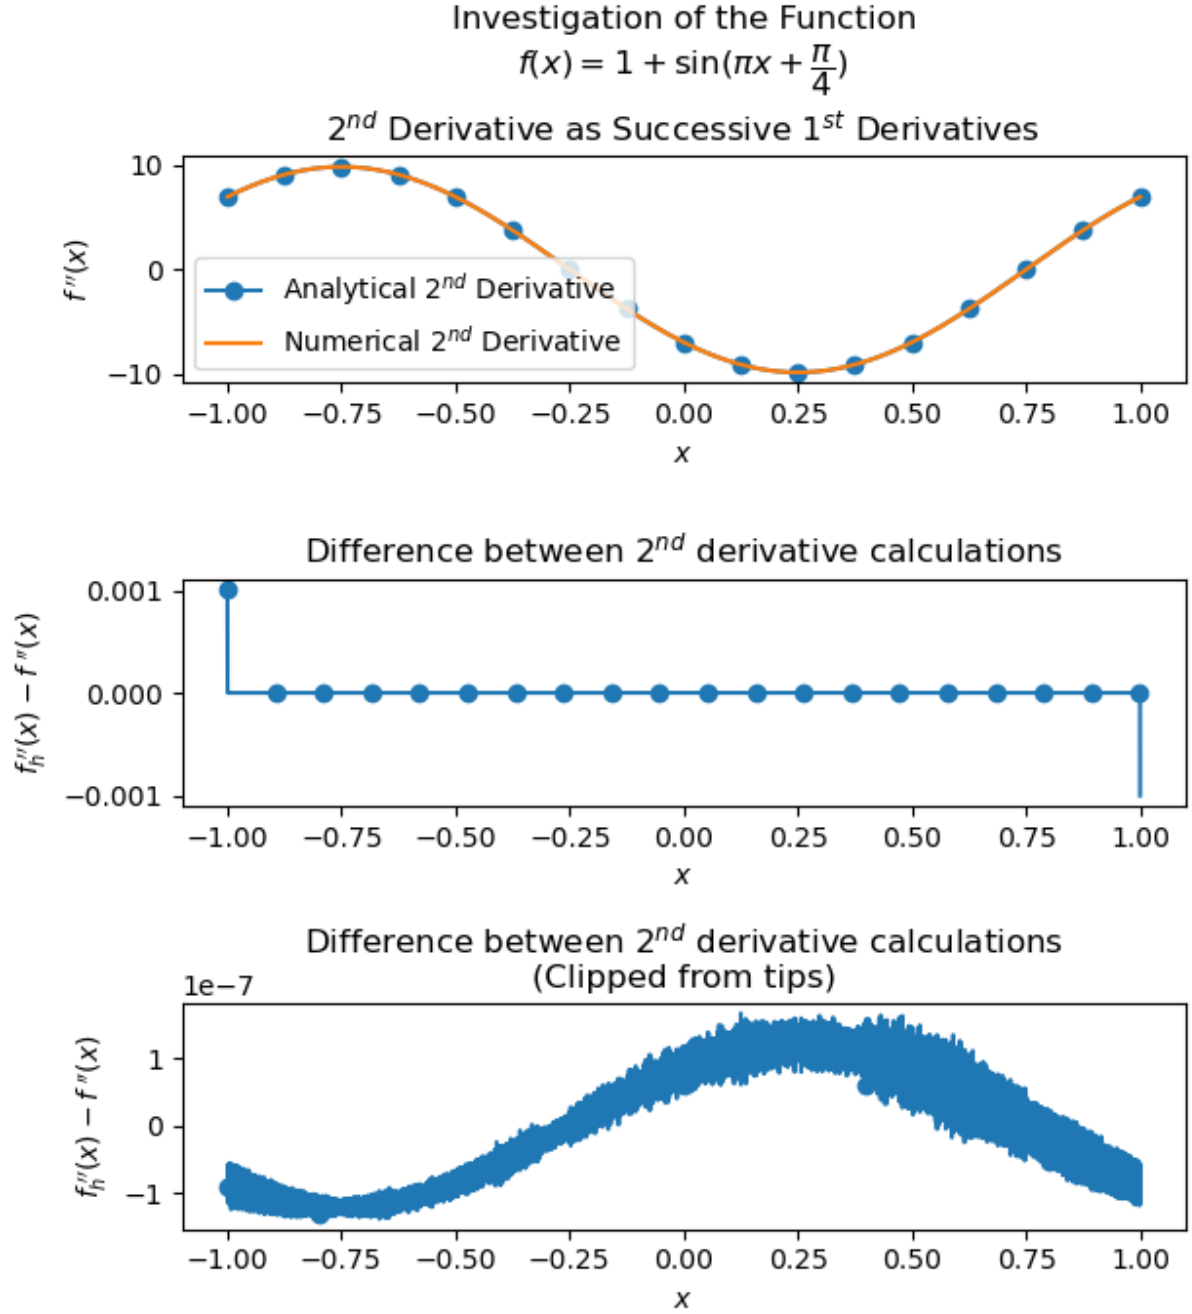 Investigation of the Function
f(x) = 1 + sin(πx + π/4)
2nd Derivative as Successive 1st Derivatives
10
0
−10
f''(x)
Analytical 2nd Derivative
Numerical 2nd Derivative
−1.00 −0.75 −0.50 −0.25 0.00 0.25 0.50 0.75 1.00
x
Difference between 2nd derivative calculations
0.001
0.000
−0.001
f''h(x) − f''(x)
−1.00 −0.75 −0.50 −0.25 0.00 0.25 0.50 0.75 1.00
x
Difference between 2nd derivative calculations
(Clipped from tips)
1e−7
1
0
−1
f''h(x) − f''(x)
−1.00 −0.75 −0.50 −0.25 0.00 0.25 0.50 0.75 1.00
x